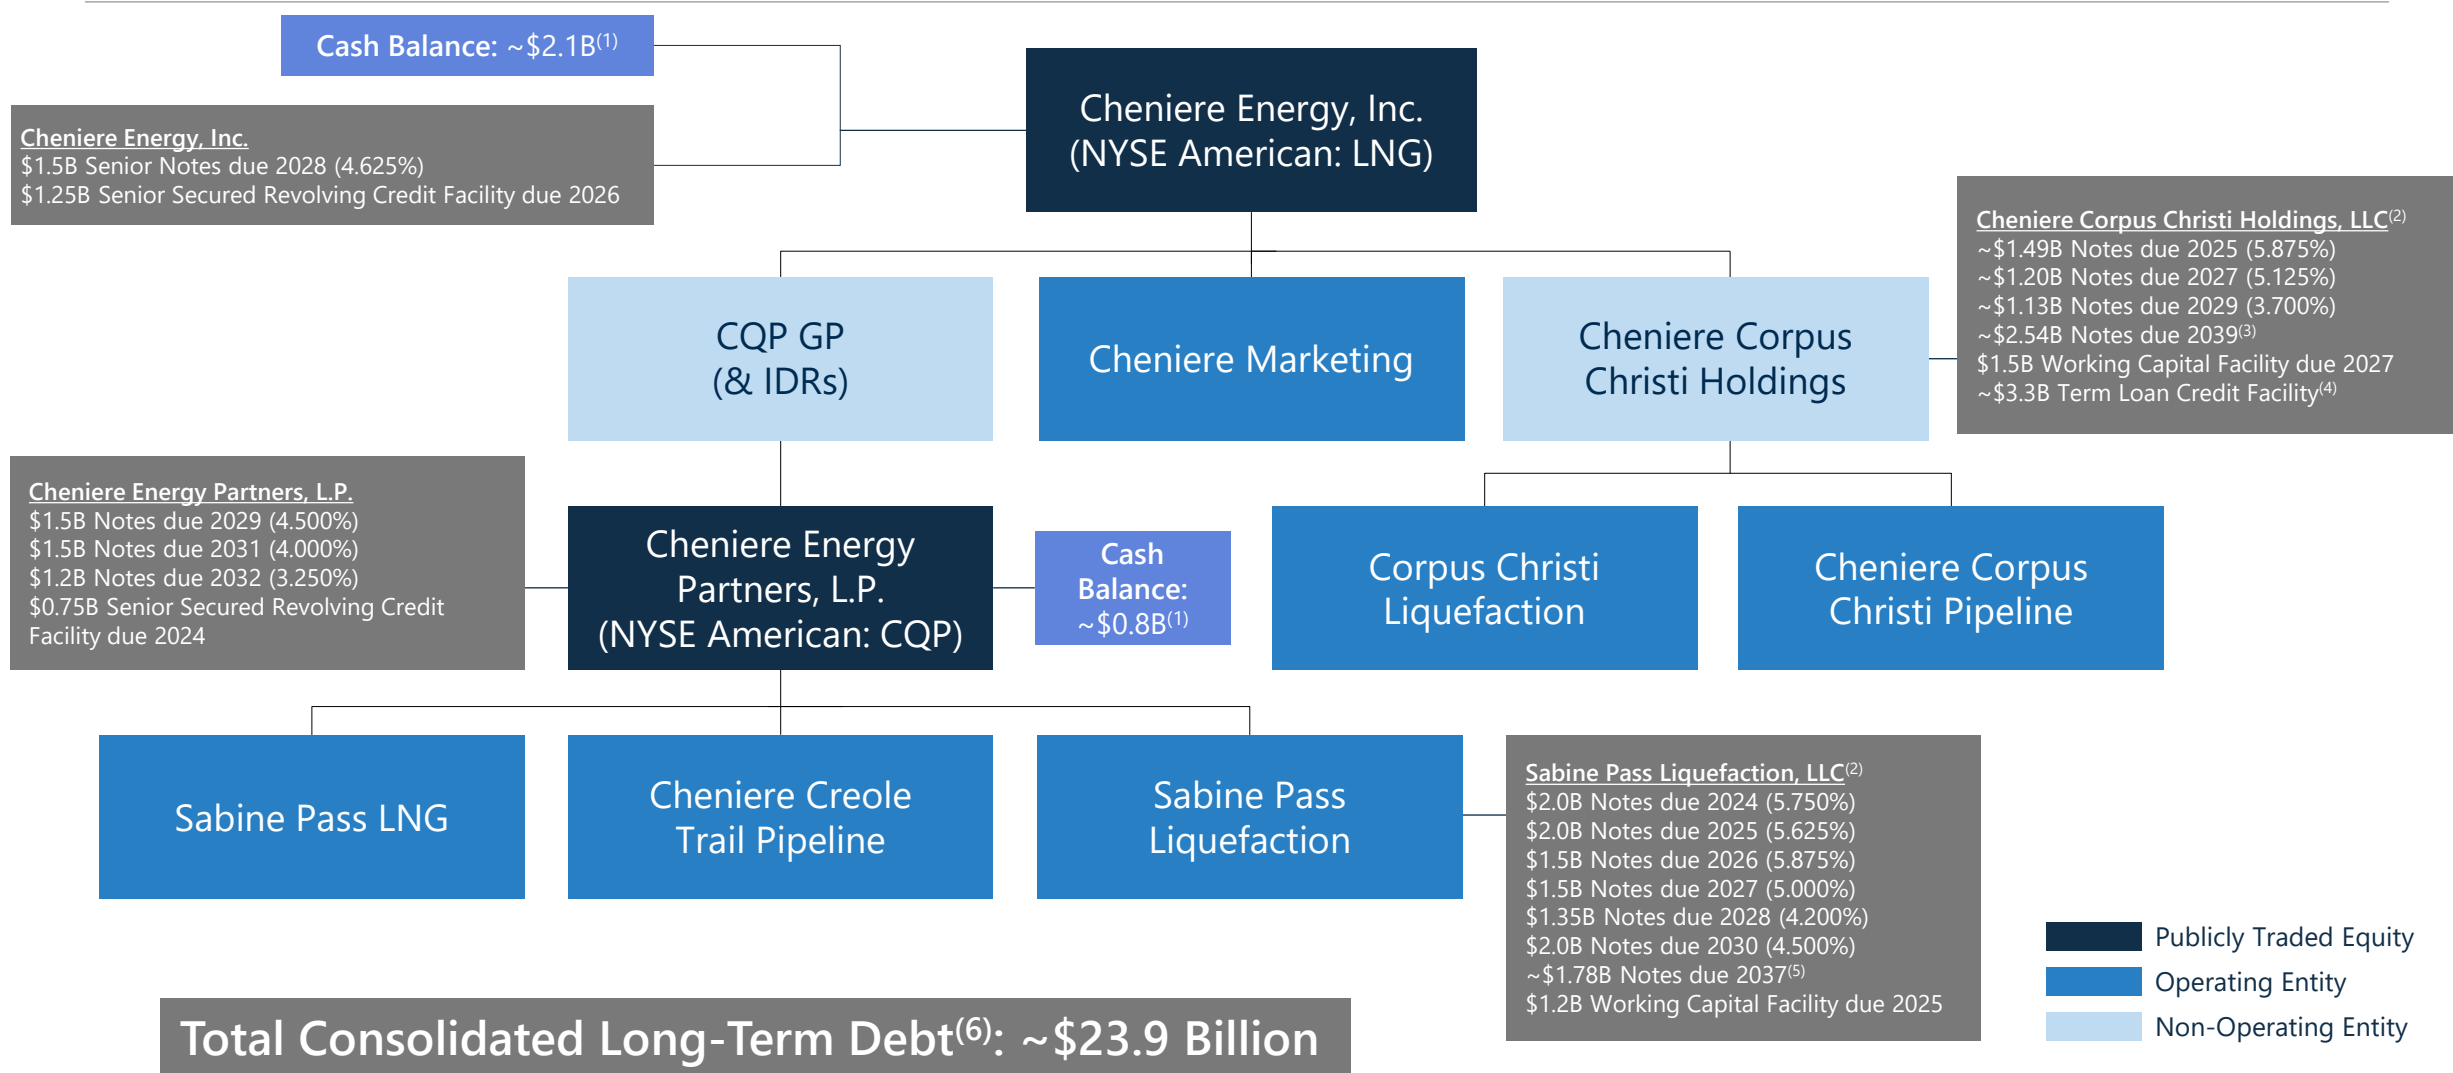 Cash Balance: ~$2.1B(1)
Cheniere Energy, Inc.
(NYSE American: LNG)
Cheniere Energy, Inc.
$1.5B Senior Notes due 2028 (4.625%)
$1.25B Senior Secured Revolving Credit Facility due 2026
Cheniere Corpus Christi Holdings, LLC(2)
~$1.49B Notes due 2025 (5.875%)
~$1.20B Notes due 2027 (5.125%)
~$1.13B Notes due 2029 (3.700%)
~$2.54B Notes due 2039(3)
$1.5B Working Capital Facility due 2027
~$3.3B Term Loan Credit Facility(4)
CQP GP
(& IDRs)
Cheniere Marketing
Cheniere Corpus
Christi Holdings
Cheniere Energy Partners, L.P.
$1.5B Notes due 2029 (4.500%)
$1.5B Notes due 2031 (4.000%)
$1.2B Notes due 2032 (3.250%)
$0.75B Senior Secured Revolving Credit
Facility due 2024
Cheniere Energy
Partners, L.P.
(NYSE American: CQP)
Cash
Balance:
~$0.8B(1)
Corpus Christi
Liquefaction
Cheniere Corpus
Christi Pipeline
Sabine Pass LNG
Cheniere Creole
Trail Pipeline
Sabine Pass
Liquefaction
Sabine Pass Liquefaction, LLC(2)
$2.0B Notes due 2024 (5.750%)
$2.0B Notes due 2025 (5.625%)
$1.5B Notes due 2026 (5.875%)
$1.5B Notes due 2027 (5.000%)
$1.35B Notes due 2028 (4.200%)
$2.0B Notes due 2030 (4.500%)
~$1.78B Notes due 2037(5)
$1.2B Working Capital Facility due 2025
Publicly Traded Equity
Operating Entity
Non-Operating Entity
Total Consolidated Long-Term Debt(6): ~$23.9 Billion